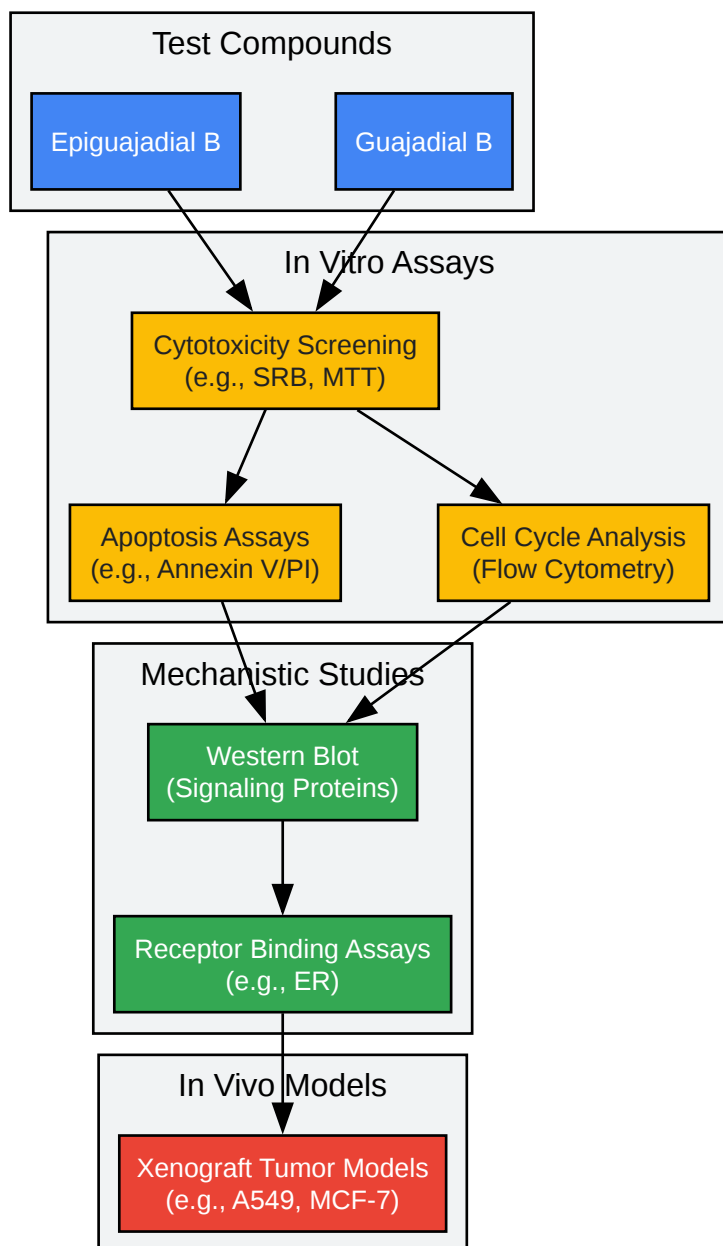 Test Compounds
Epiguajadial B
Guajadial B
In Vitro Assays
Cytotoxicity Screening
(e.g., SRB, MTT)
Apoptosis Assays
(e.g., Annexin V/PI)
Cell Cycle Analysis
(Flow Cytometry)
Mechanistic Studies
Western Blot
(Signaling Proteins)
Receptor Binding Assays
(e.g., ER)
In Vivo Models
Xenograft Tumor Models
(e.g., A549, MCF-7)